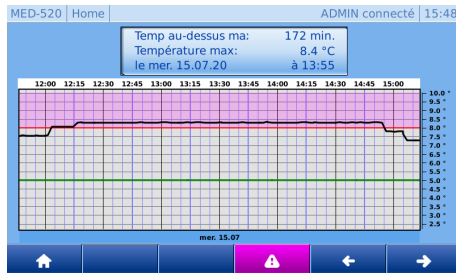 MED-520 Home ADMIN connecté 15:48
Temp au-dessus ma: 172 min.
Température max: 8.4 °C
le mer. 15.07.20 à 13:55
12:00 12:15 12:30 12:45 13:00 13:15 13:30 13:45 14:00 14:15 14:30 14:45 15:00
10.0 °
9.5 °
9.0 °
8.5 °
8.0 °
7.5 °
7.0 °
6.5 °
6.0 °
5.5 °
5.0 °
4.5 °
4.0 °
3.5 °
3.0 °
2.5 °
mer. 15.07